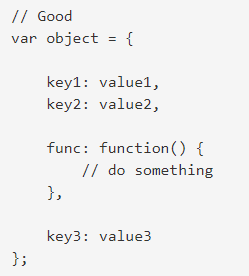 // Good
var object = {
key1: value1,
key2: value2,
func: function() {
// do something
},
key3: value3
};